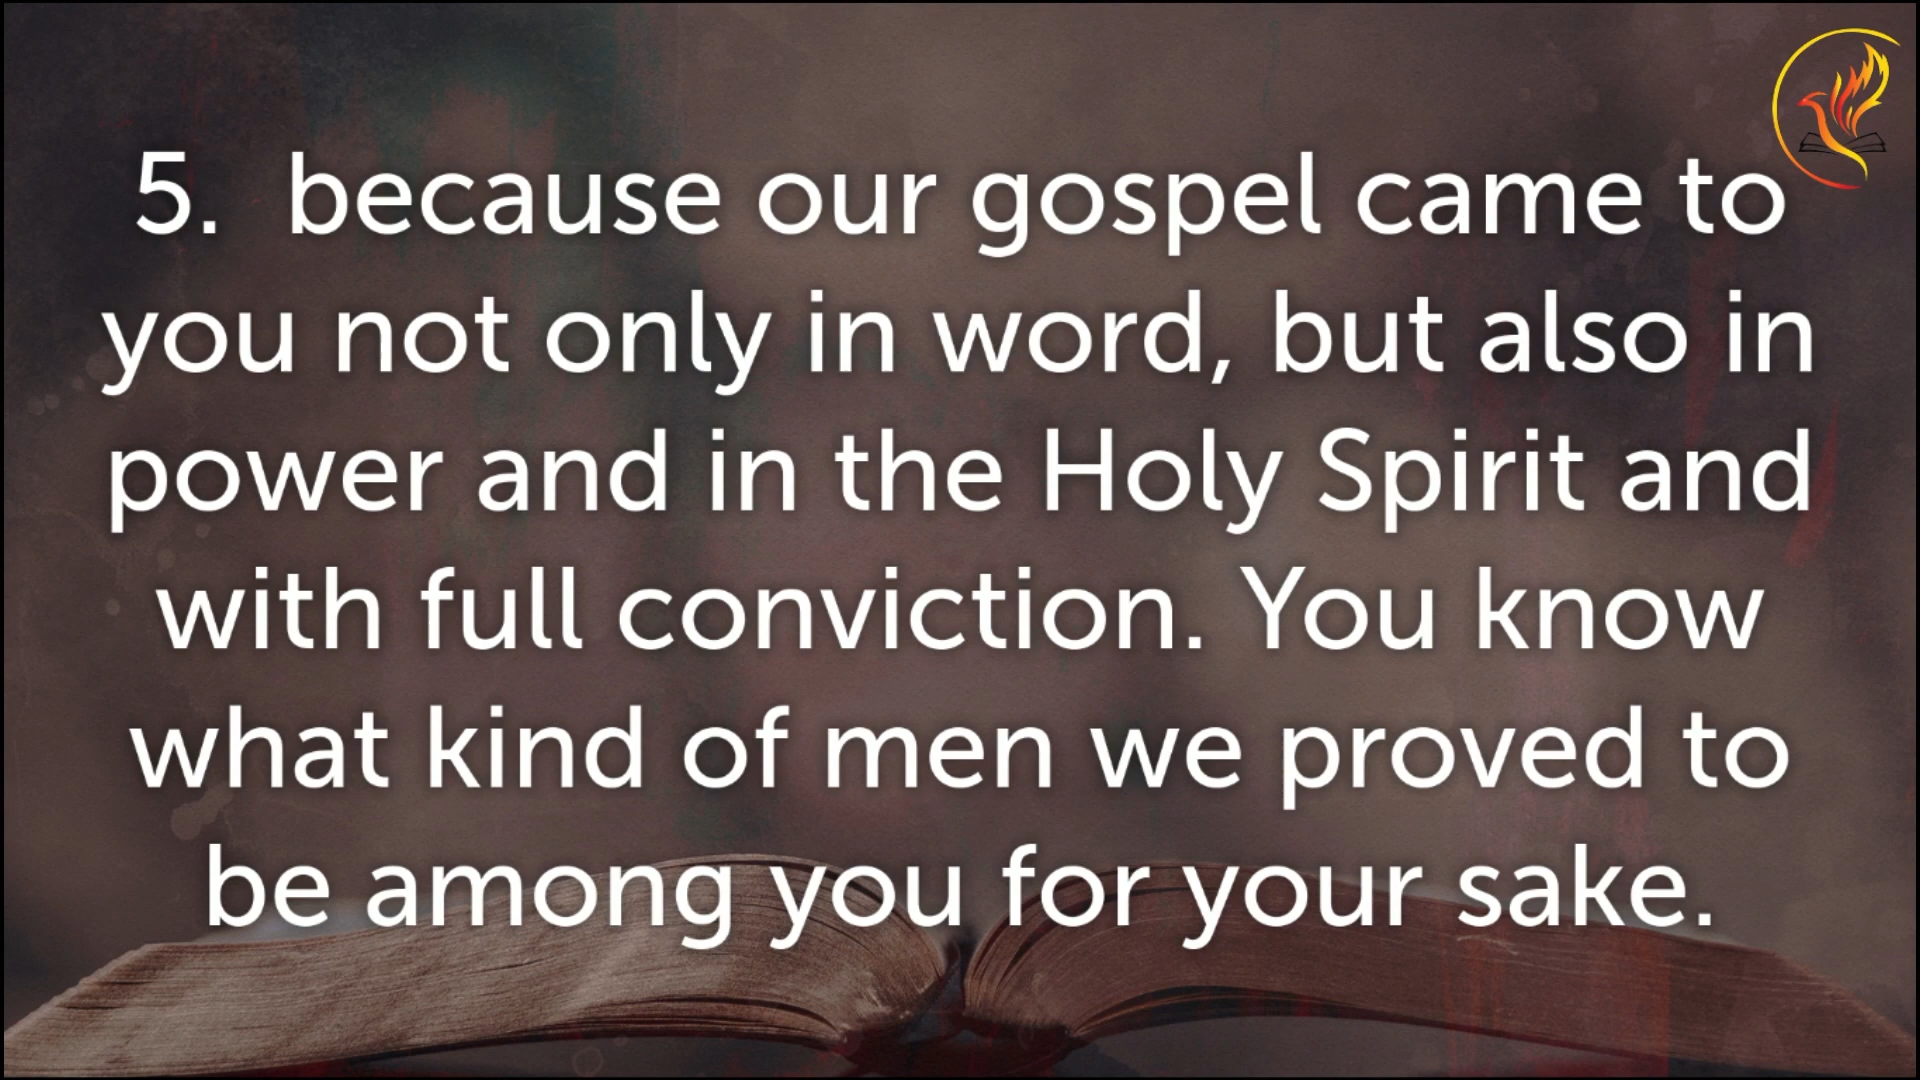 5.  because our gospel came to
you not only in word, but also in
power and in the Holy Spirit and
with full conviction. You know
what kind of men we proved to
be among you for your sake.